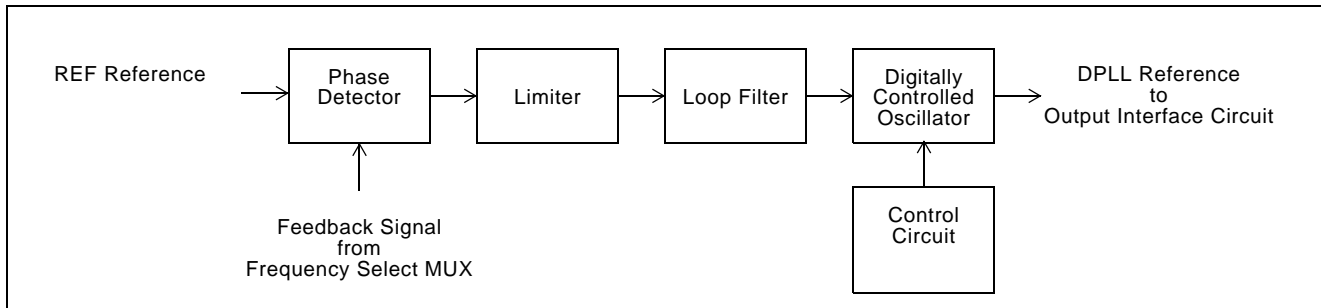 REF Reference
Phase
Detector
Limiter
Loop Filter
Digitally
Controlled
Oscillator
DPLL Reference
to
Output Interface Circuit
Feedback Signal
from
Frequency Select MUX
Control
Circuit